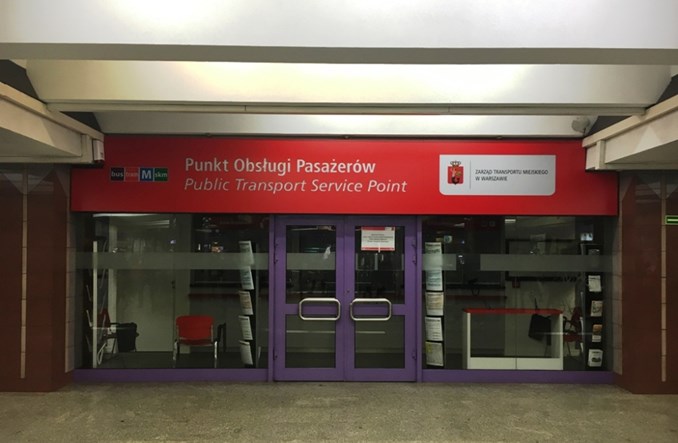 bus tram M skm
Punkt Obsługi Pasażerów
Public Transport Service Point
ZARZĄD TRANSPORTU MIEJSKIEGO
W WARSZAWIE